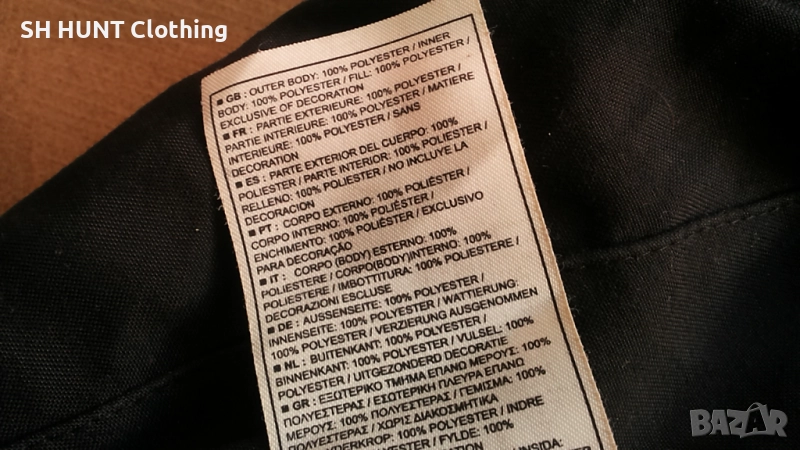 SH HUNT Clothing
■ GB : OUTER BODY: 100% POLYESTER / INNER
BODY: 100% POLYESTER / FILL: 100% POLYESTER /
EXCLUSIVE OF DECORATION
■ FR : PARTIE EXTERIEURE: 100% POLYESTER /
PARTIE INTERIEURE: 100% POLYESTER / MATIERE
INTERIEURE: 100% POLYESTER / SANS
DECORATION
■ ES : PARTE EXTERIOR DEL CUERPO: 100%
POLIESTER / PARTE INTERIOR: 100% POLIESTER /
RELLENO: 100% POLIESTER / NO INCLUYE LA
DECORACION
■ PT : CORPO EXTERNO: 100% POLIÉSTER /
CORPO INTERNO: 100% POLIÉSTER /
ENCHIMENTO: 100% POLIÉSTER / EXCLUSIVO
PARA DECORAÇÃO
■ IT : CORPO (BODY) ESTERNO: 100%
POLIESTERE / CORPO(BODY)INTERNO: 100%
POLIESTERE / IMBOTTITURA: 100% POLIESTERE /
DECORAZIONI ESCLUSE
■ DE : AUSSENSEITE: 100% POLYESTER /
INNENSEITE: 100% POLYESTER / WATTIERUNG:
100% POLYESTER / VERZIERUNG AUSGENOMMEN
■ NL : BUITENKANT: 100% POLYESTER /
BINNENKANT: 100% POLYESTER / VULSEL: 100%
POLYESTER / UITGEZONDERD DECORATIE
■ GR : ΕΞΩΤΕΡΙΚΟ ΤΜΗΜΑ ΕΠΑΝΩ ΜΕΡΟΥΣ: 100%
ΠΟΛΥΕΣΤΕΡΑΣ / ΕΣΩΤΕΡΙΚΗ ΠΛΕΥΡΑ ΕΠΑΝΩ
ΜΕΡΟΥΣ: 100% ΠΟΛΥΕΣΤΕΡΑΣ / ΓΕΜΙΣΜΑ: 100%
ΠΟΛΥΕΣΤΕΡΑΣ / ΧΩΡΙΣ ΔΙΑΚΟΣΜΗΤΙΚΑ
100% POLYESTER / INDRE
100% POLYESTER / FYLDE: 100%
BAZAR